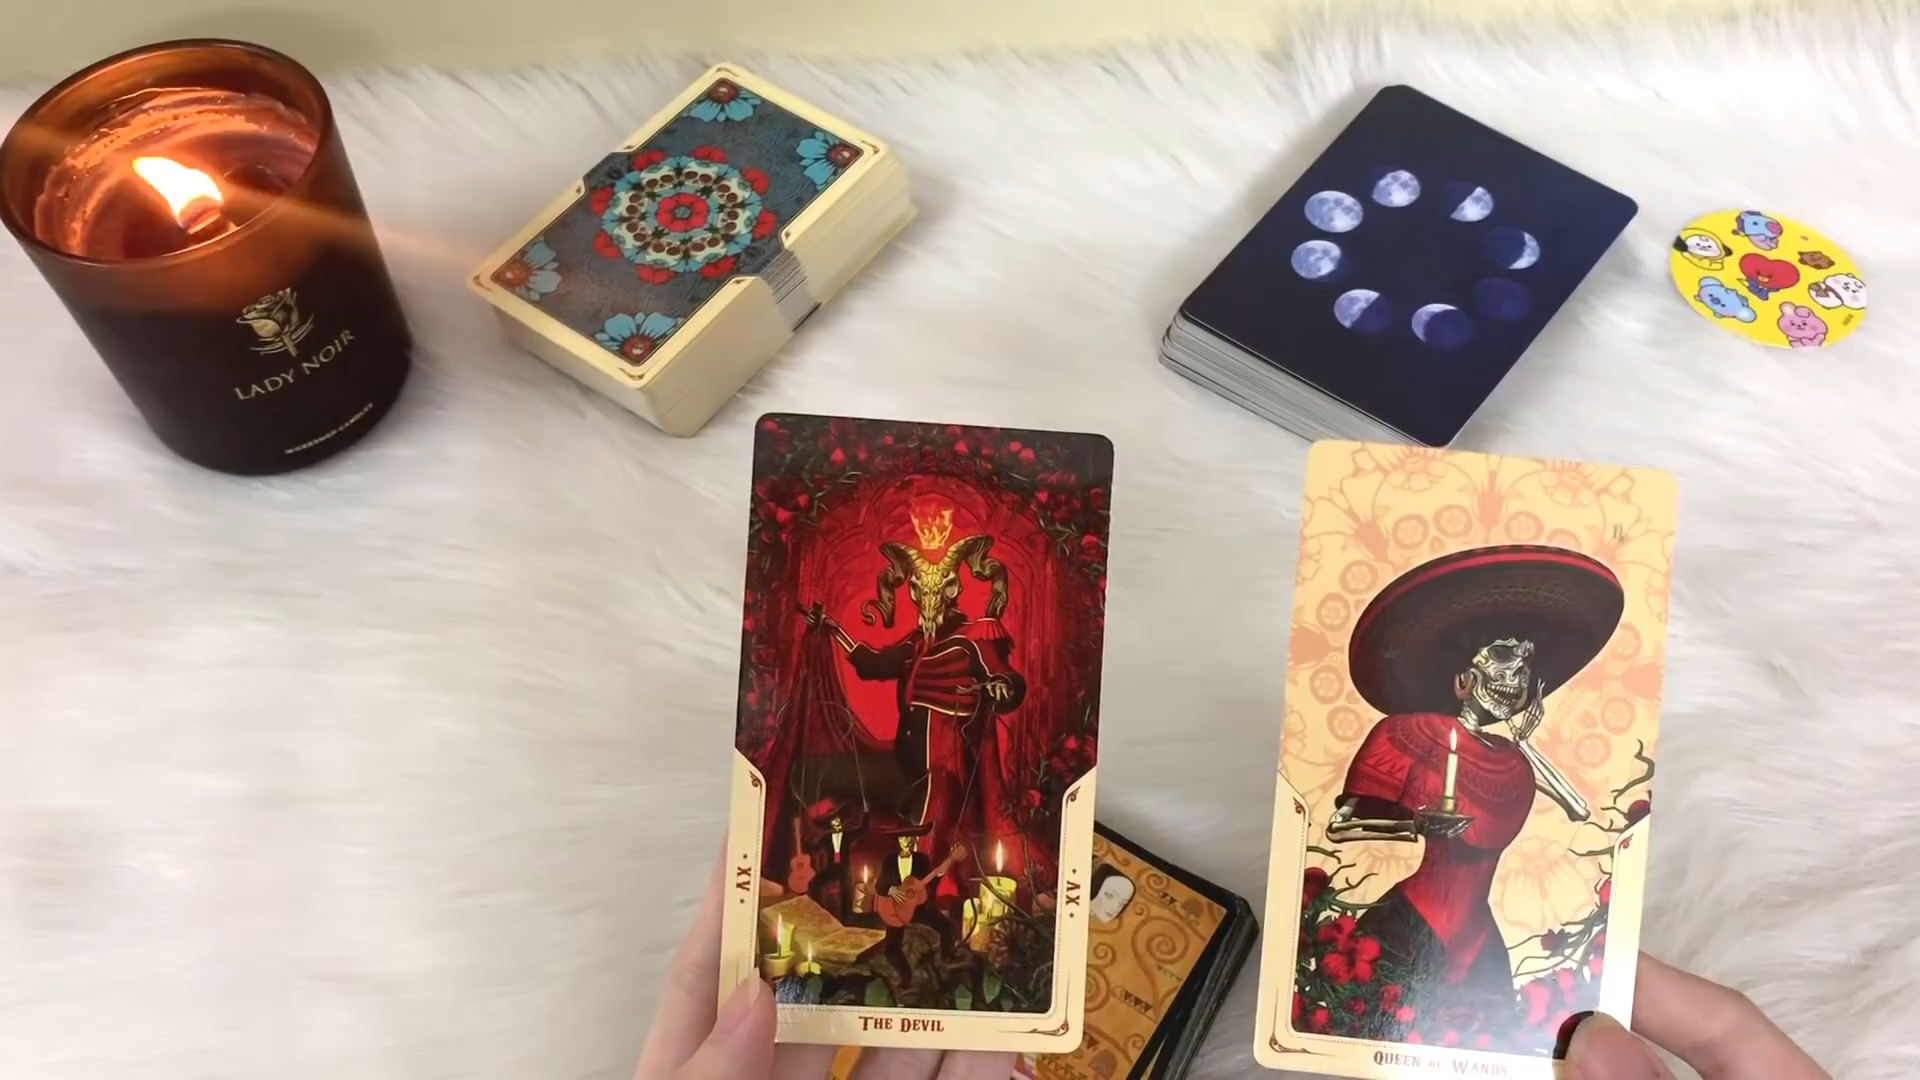 LADY NOIR
XV
XV
THE DEVIL
QUEEN OF WANDS